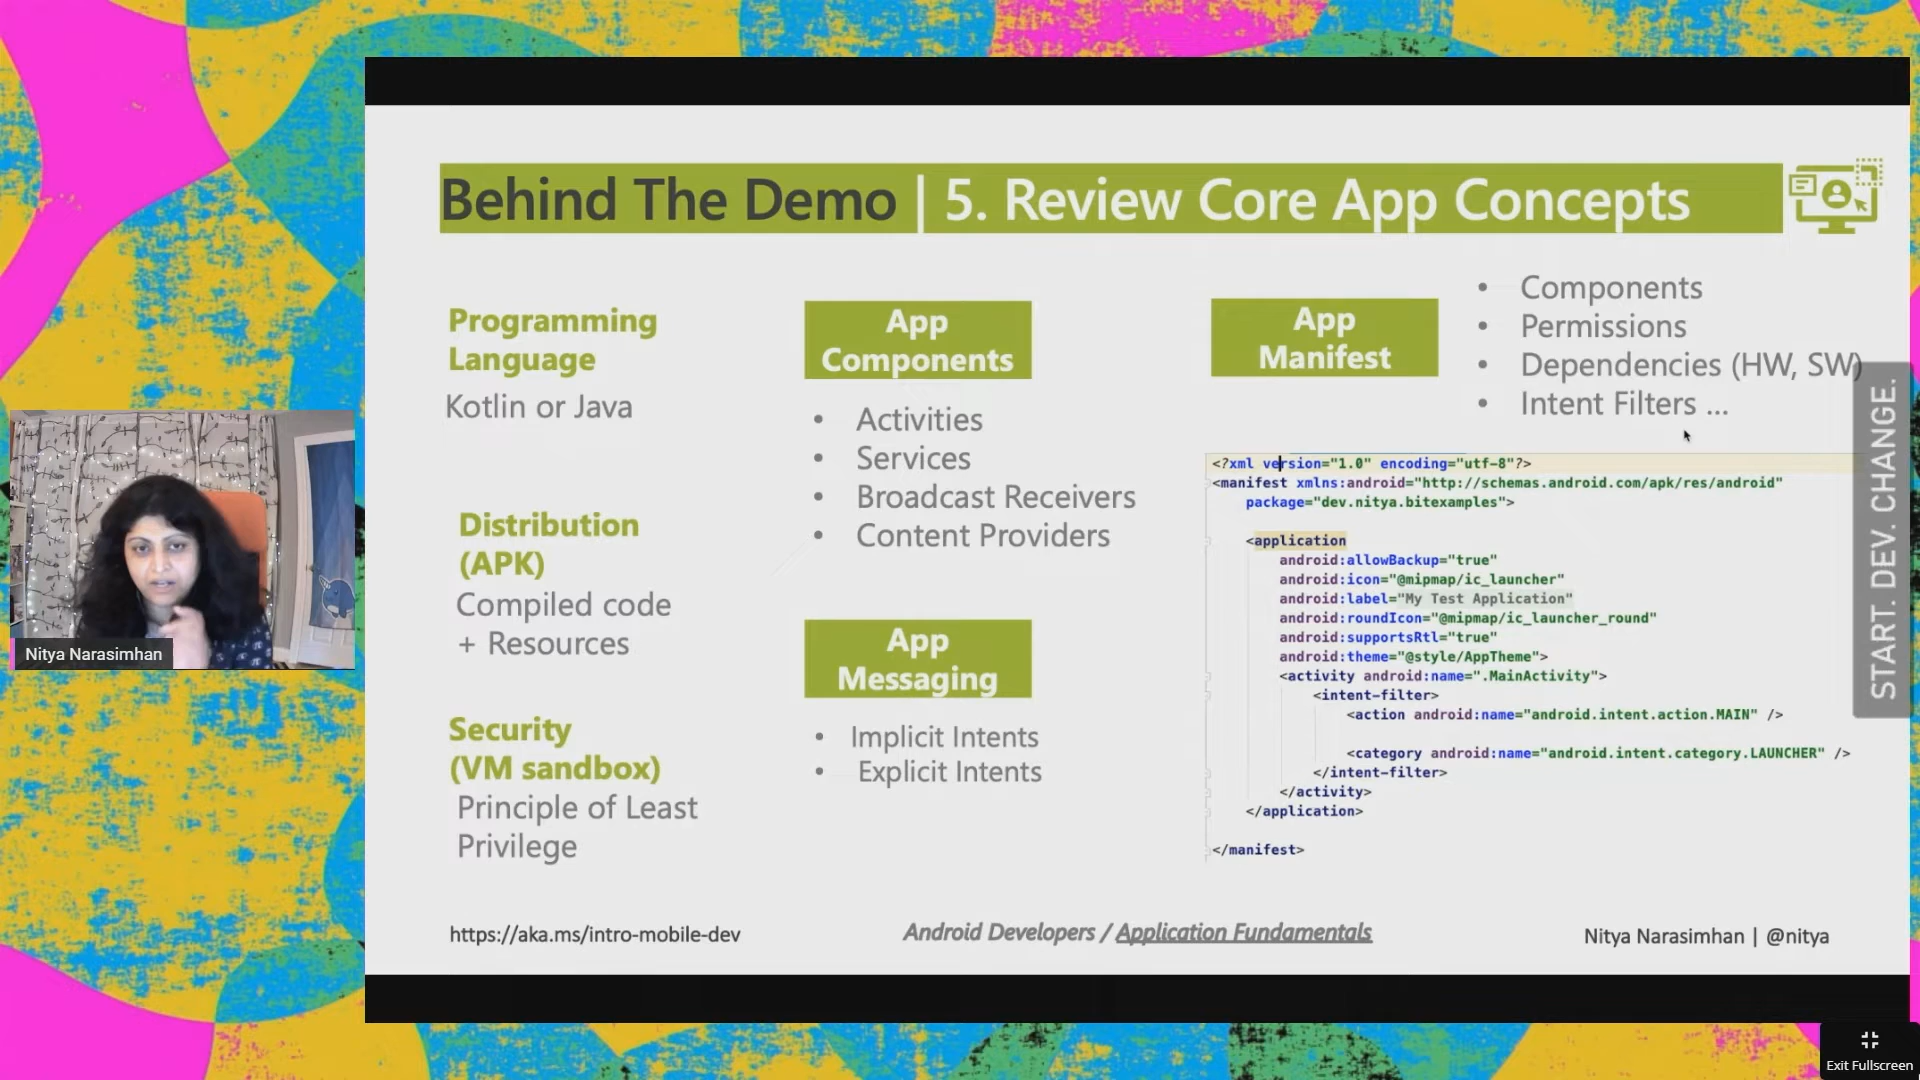 Behind The Demo | 5. Review Core App Concepts
Programming
Language
Kotlin or Java
Distribution
(APK)
Compiled code
+ Resources
Security
(VM sandbox)
Principle of Least
Privilege
App
Components
• Activities
• Services
• Broadcast Receivers
• Content Providers
App
Messaging
• Implicit Intents
• Explicit Intents
App
Manifest
• Components
• Permissions
• Dependencies (HW, SW)
• Intent Filters ...
<?xml version="1.0" encoding="utf-8"?>
<manifest xmlns:android="http://schemas.android.com/apk/res/android"
package="dev.nitya.bitexamples">
<application
android:allowBackup="true"
android:icon="@mipmap/ic_launcher"
android:label="My Test Application"
android:roundIcon="@mipmap/ic_launcher_round"
android:supportsRtl="true"
android:theme="@style/AppTheme">
<activity android:name=".MainActivity">
<intent-filter>
<action android:name="android.intent.action.MAIN" />
<category android:name="android.intent.category.LAUNCHER" />
</intent-filter>
</activity>
</application>
</manifest>
https://aka.ms/intro-mobile-dev
Android Developers / Application Fundamentals
Nitya Narasimhan | @nitya
START. DEV. CHANGE.
Nitya Narasimhan
Exit Fullscreen